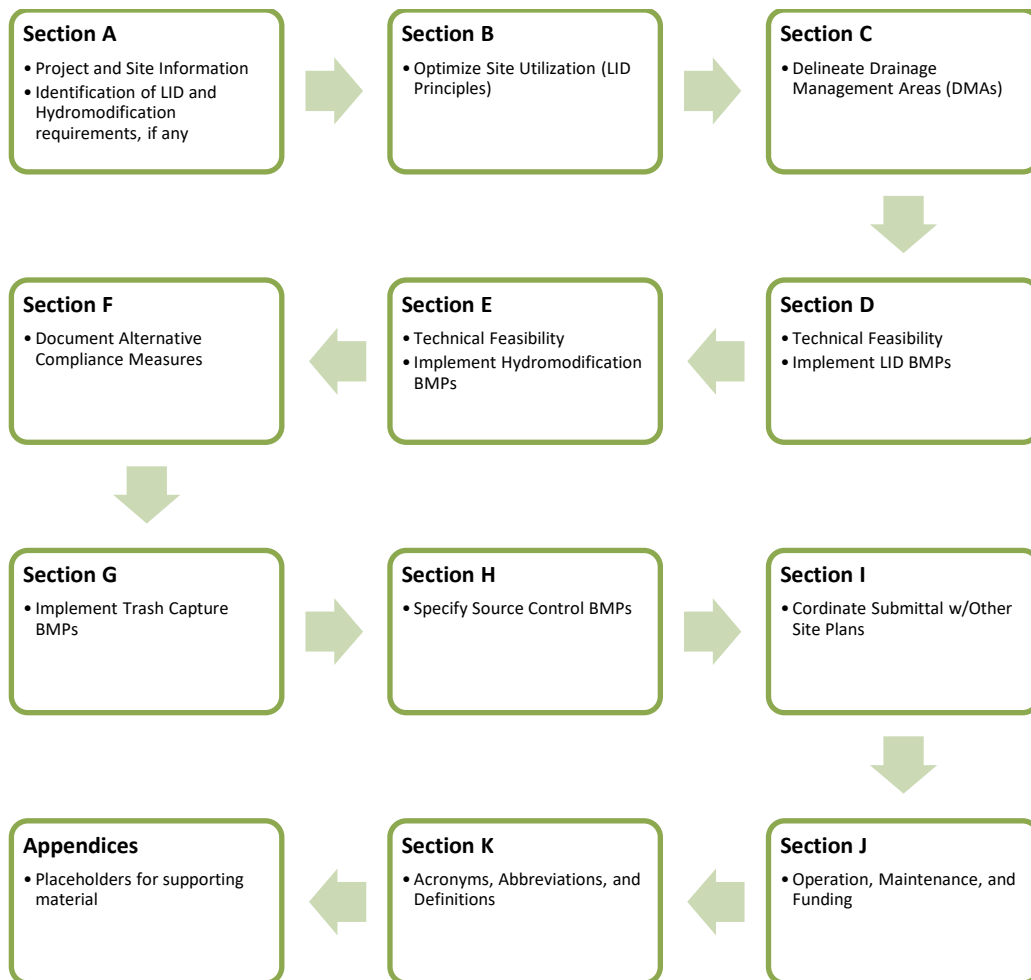 Section A
• Project and Site Information
• Identification of LID and
Hydromodification
requirements, if any
Section B
• Optimize Site Utilization (LID
Principles)
Section C
• Delineate Drainage
Management Areas (DMAs)
Section D
• Technical Feasibility
• Implement LID BMPs
Section E
• Technical Feasibility
• Implement Hydromodification
BMPs
Section F
• Document Alternative
Compliance Measures
Section G
• Implement Trash Capture
BMPs
Section H
• Specify Source Control BMPs
Section I
• Cordinate Submittal w/Other
Site Plans
Section J
• Operation, Maintenance, and
Funding
Section K
• Acronyms, Abbreviations, and
Definitions
Appendices
• Placeholders for supporting
material